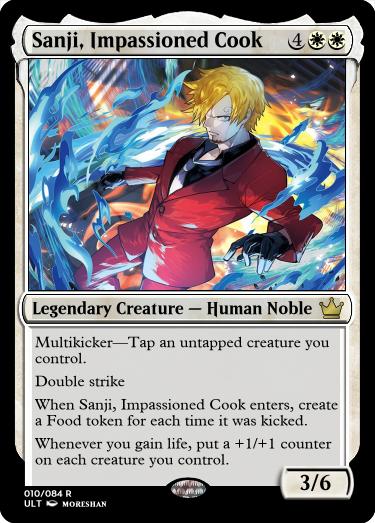 Sanji, Impassioned Cook 4
Legendary Creature — Human Noble
Multikicker—Tap an untapped creature you
control.
Double strike
When Sanji, Impassioned Cook enters, create
a Food token for each time it was kicked.
Whenever you gain life, put a +1/+1 counter
on each creature you control.
3/6
010/084 R
ULT MORESHAN